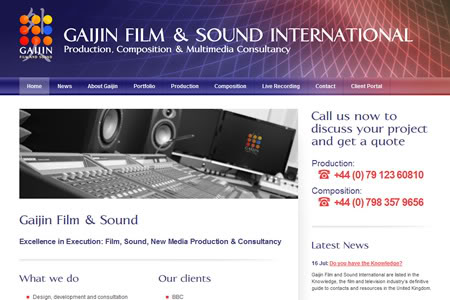 GAIJIN
FILM AND SOUND
GAIJIN FILM & SOUND INTERNATIONAL
Production, Composition & Multimedia Consultancy
Home News About Gaijin Portfolio Production Composition Live Recording Contact Client Portal
Call us now to
discuss your project
and get a quote
Production:
+44 (0) 79 123 60810
Composition:
+44 (0) 798 357 9656
Gaijin Film & Sound
Excellence in Execution: Film, Sound, New Media Production & Consultancy
What we do
Design, development and consultation
Our clients
BBC
Latest News
16 Jul: Do you have the Knowledge?
Gaijin Film and Sound International are listed in the
Knowledge, the film and television industry's definitive
guide to contacts and resources in the United Kingdom.